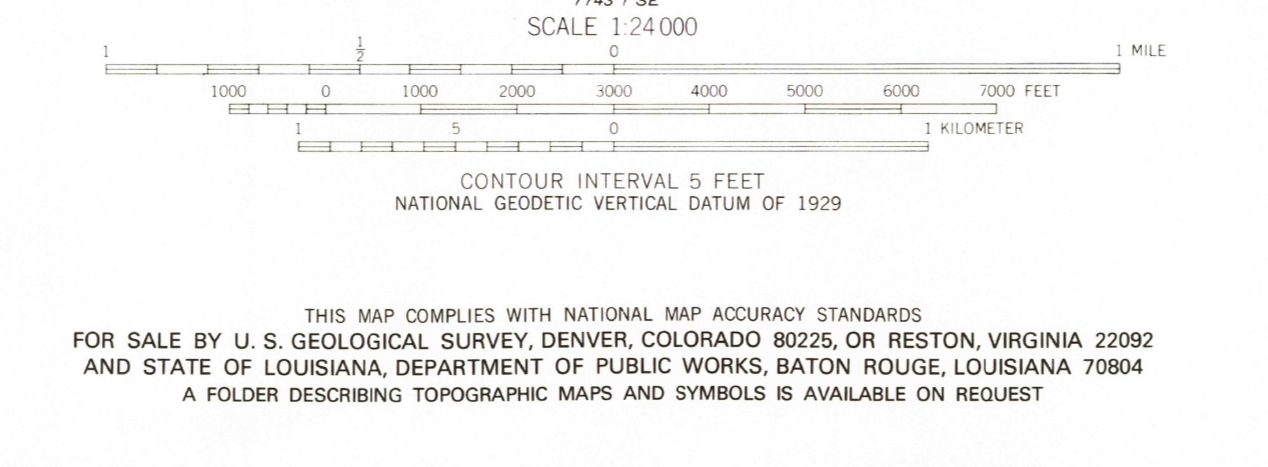 SCALE 1:24 000
1 1/2 0 1 MILE
1000 0 1000 2000 3000 4000 5000 6000 7000 FEET
1 .5 0 1 KILOMETER
CONTOUR INTERVAL 5 FEET
NATIONAL GEODETIC VERTICAL DATUM OF 1929
THIS MAP COMPLIES WITH NATIONAL MAP ACCURACY STANDARDS
FOR SALE BY U. S. GEOLOGICAL SURVEY, DENVER, COLORADO 80225, OR RESTON, VIRGINIA 22092
AND STATE OF LOUISIANA, DEPARTMENT OF PUBLIC WORKS, BATON ROUGE, LOUISIANA 70804
A FOLDER DESCRIBING TOPOGRAPHIC MAPS AND SYMBOLS IS AVAILABLE ON REQUEST